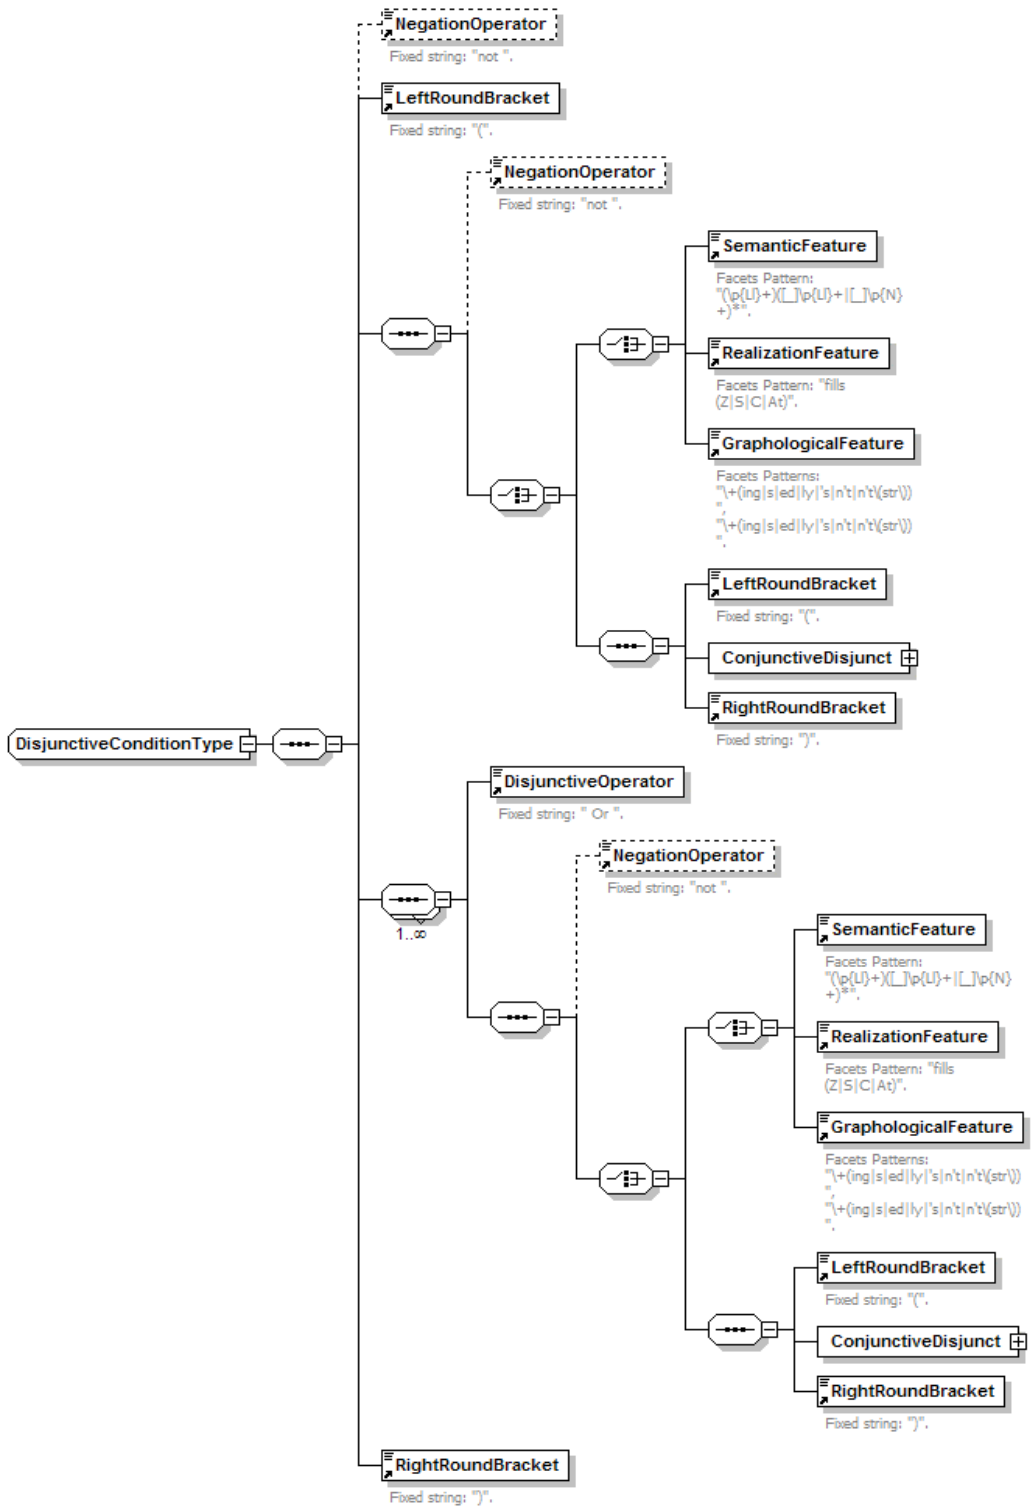 NegationOperator
Fixed string: "not ".
LeftRoundBracket
Fixed string: "(".
NegationOperator
Fixed string: "not ".
SemanticFeature
Facets Pattern:
"(\p{Ll}+)([_]\p{Ll}+|[_]\p{N}
+)*".
RealizationFeature
Facets Pattern: "fills
(Z|S|C|At)".
GraphologicalFeature
Facets Patterns:
"\+(ing|s|ed|ly|'s|n't|n't\(str\))
",
"\+(ing|s|ed|ly|'s|n't|n't\(str\))
".
LeftRoundBracket
Fixed string: "(".
ConjunctiveDisjunct
RightRoundBracket
Fixed string: ")".
DisjunctiveConditionType
DisjunctiveOperator
Fixed string: " Or ".
NegationOperator
Fixed string: "not ".
1..∞
SemanticFeature
Facets Pattern:
"(\p{Ll}+)([_]\p{Ll}+|[_]\p{N}
+)*".
RealizationFeature
Facets Pattern: "fills
(Z|S|C|At)".
GraphologicalFeature
Facets Patterns:
"\+(ing|s|ed|ly|'s|n't|n't\(str\))
",
"\+(ing|s|ed|ly|'s|n't|n't\(str\))
".
LeftRoundBracket
Fixed string: "(".
ConjunctiveDisjunct
RightRoundBracket
Fixed string: ")".
RightRoundBracket
Fixed string: ")".